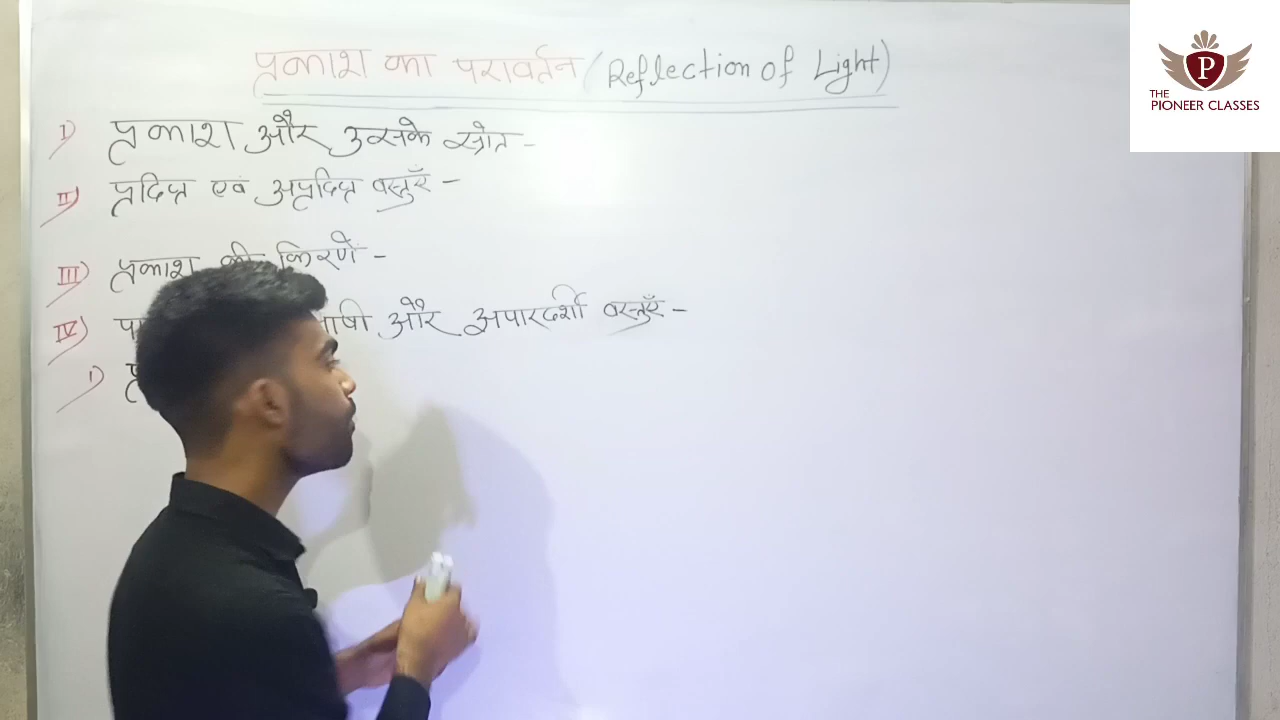 प्रकाश का परावर्तन (Reflection of Light)
I) प्रकाश और उसके स्रोत -
II) प्रदिप्त एवं अप्रदिप्त वस्तुएँ -
III) प्रकाश की किरणें -
IV) और अपारदर्शी वस्तुएँ -
1)
P
THE
PIONEER CLASSES